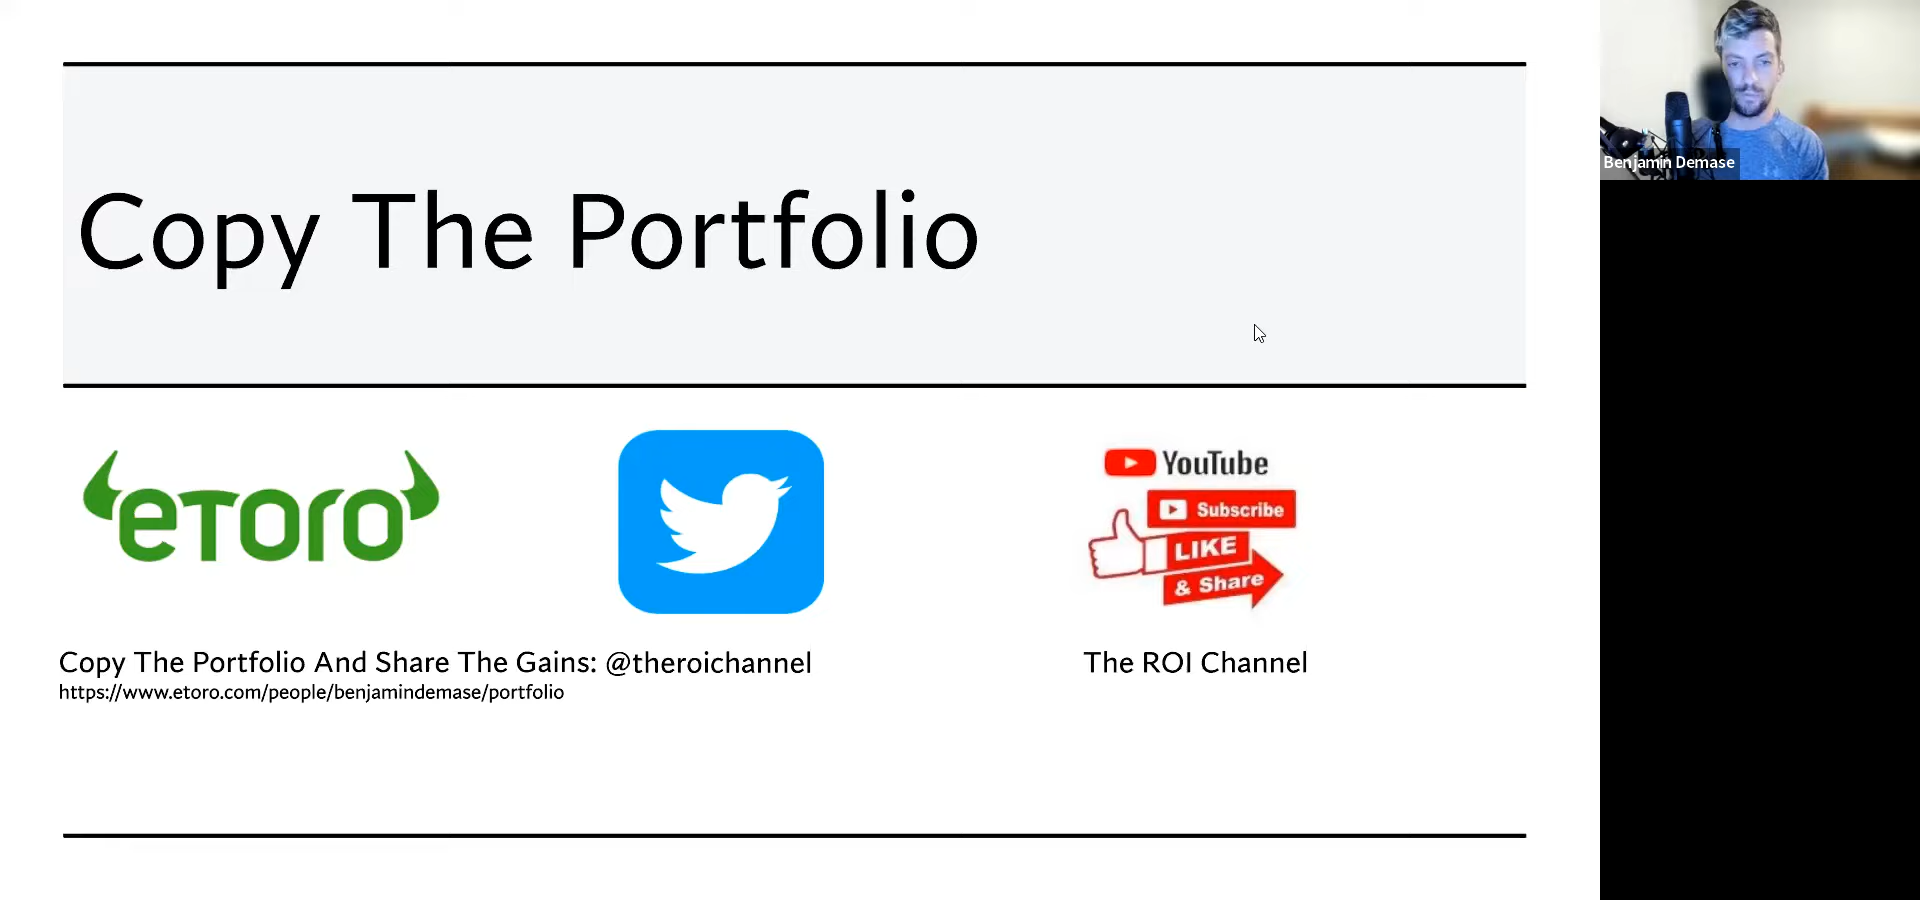 Copy The Portfolio
Benjamin Demase
eToro
YouTube
Subscribe
LIKE
& Share
Copy The Portfolio And Share The Gains: @theroichannel
https://www.etoro.com/people/benjamindemase/portfolio
The ROI Channel